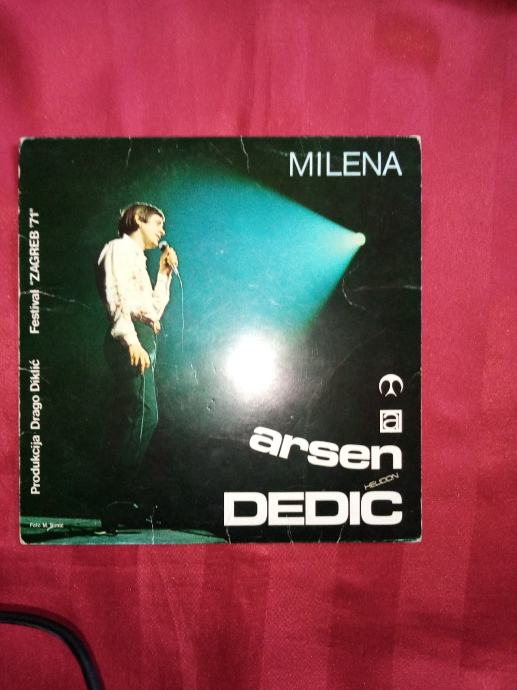 MILENA
Festival "ZAGREB '71"
Produkcija Drago Diklić
a
arsen
HELIDON
DEDIC
Foto: M. Simić